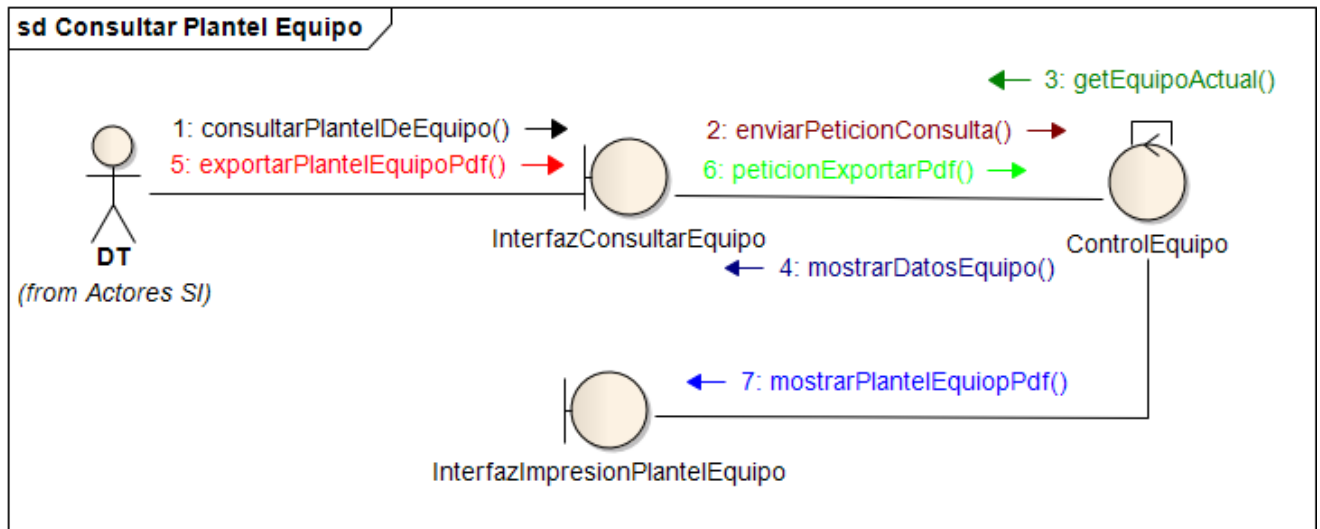 sd Consultar Plantel Equipo
3: getEquipoActual()
1: consultarPlantelDeEquipo()
2: enviarPeticionConsulta()
5: exportarPlantelEquipoPdf()
6: peticionExportarPdf()
InterfazConsultarEquipo
ControlEquipo
DT
(from Actores SI)
4: mostrarDatosEquipo()
7: mostrarPlantelEquiopPdf()
InterfazImpresionPlantelEquipo